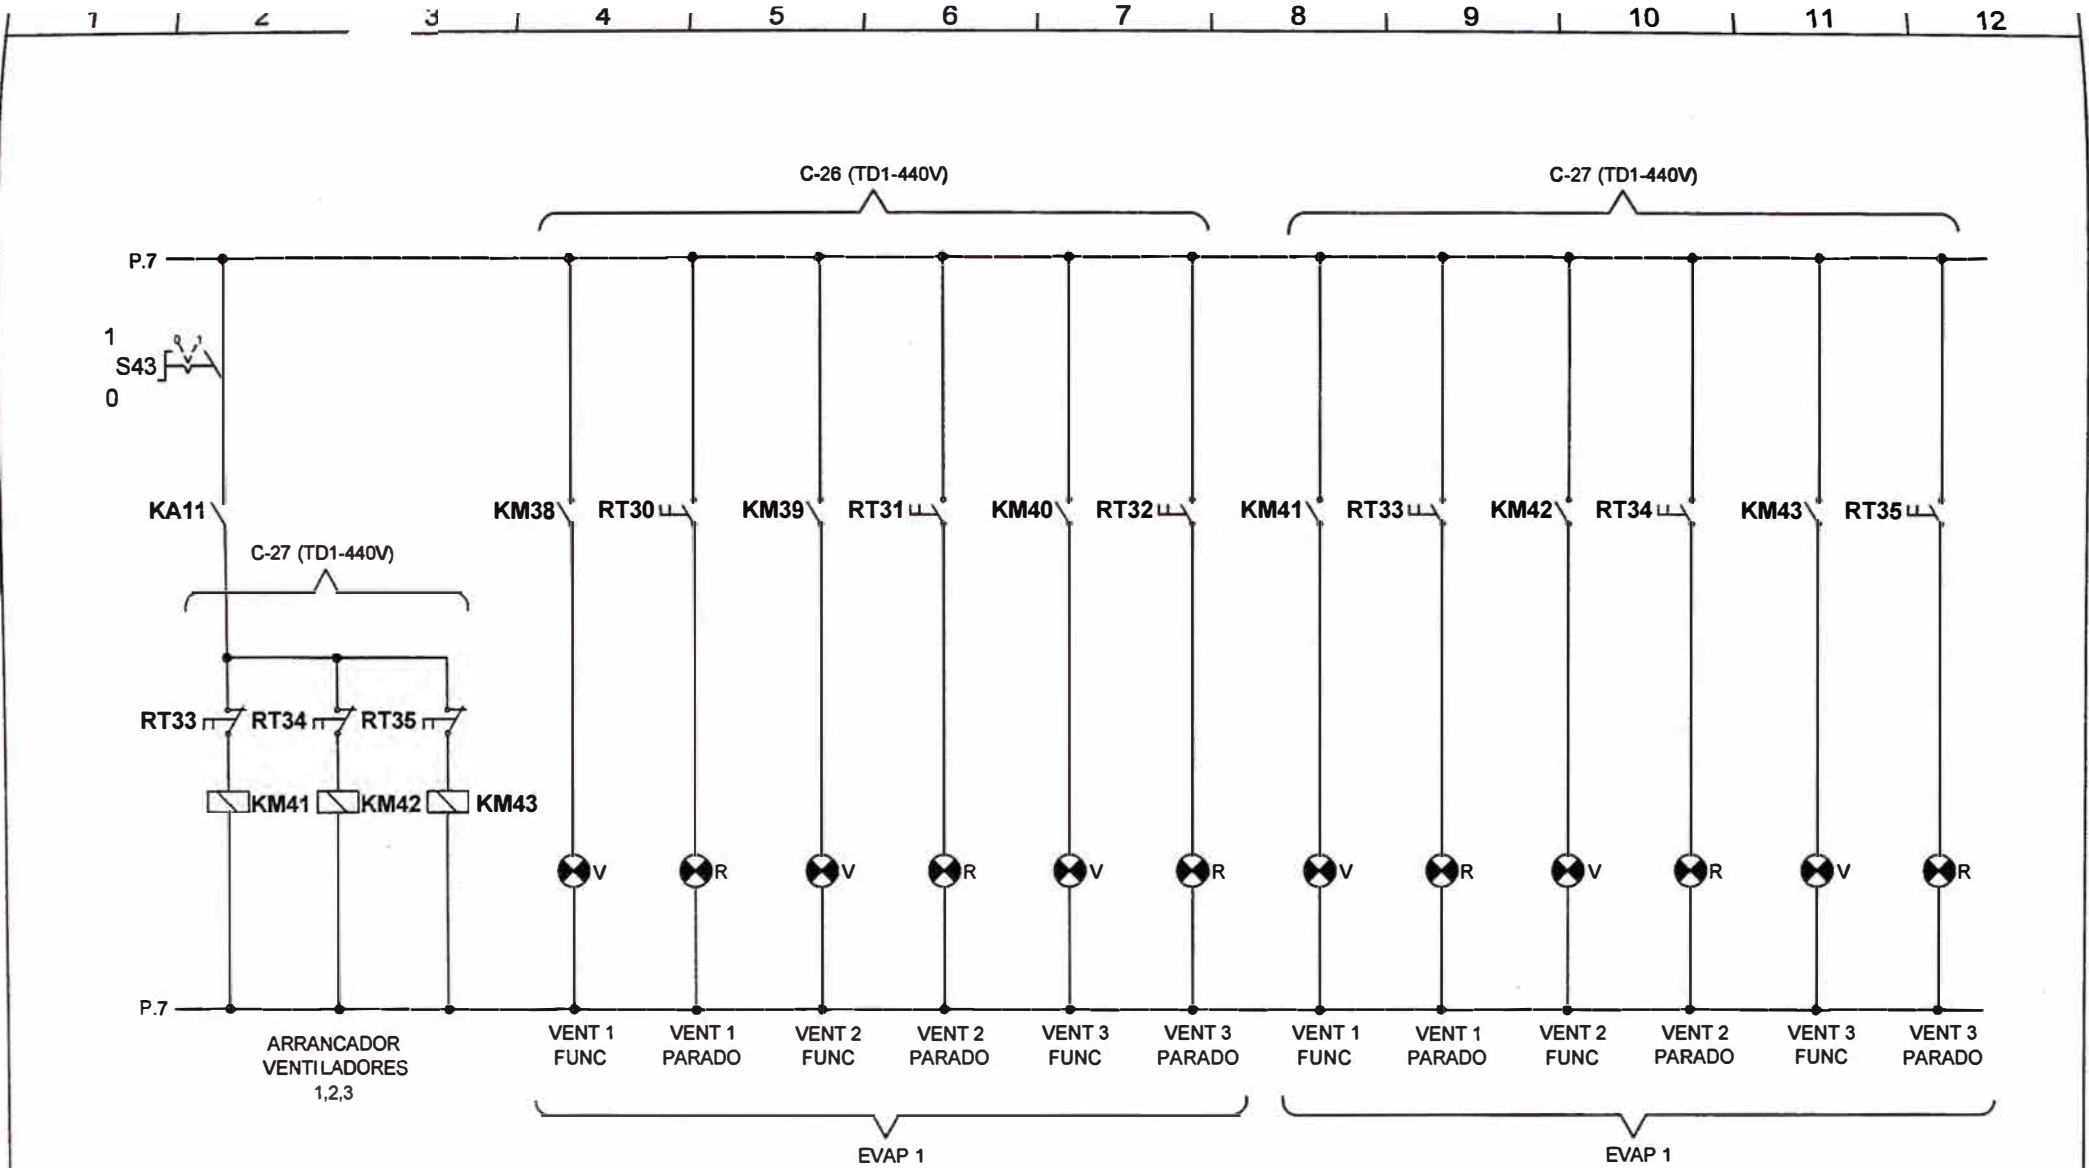 1 2 3 4 5 6 7 8 9 10 11 12
C-26 (TD1-440V) C-27 (TD1-440V)
P.7
1
0 1
S43
0
KA11 KM38 RT30 KM39 RT31 KM40 RT32 KM41 RT33 KM42 RT34 KM43 RT35
C-27 (TD1-440V)
RT33 RT34 RT35
KM41 KM42 KM43
V R V R V R V R V R V R
P.7
ARRANCADOR
VENTILADORES
1,2,3
VENT 1 VENT 1 VENT 2 VENT 2 VENT 3 VENT 3 VENT 1 VENT 1 VENT 2 VENT 2 VENT 3 VENT 3
FUNC PARADO FUNC PARADO FUNC PARADO FUNC PARADO FUNC PARADO FUNC PARADO
EVAP 1 EVAP 1